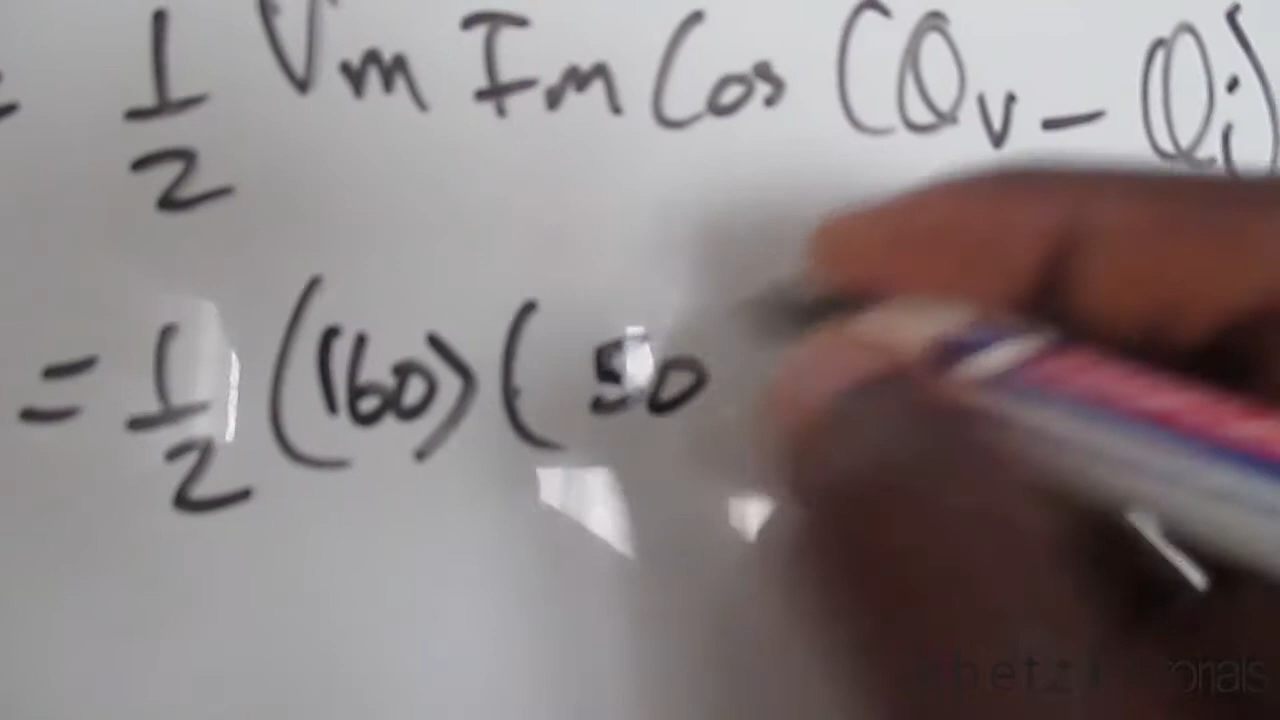 = 1/2 Vm Im Cos (θv - θi)
= 1/2 (160) (50